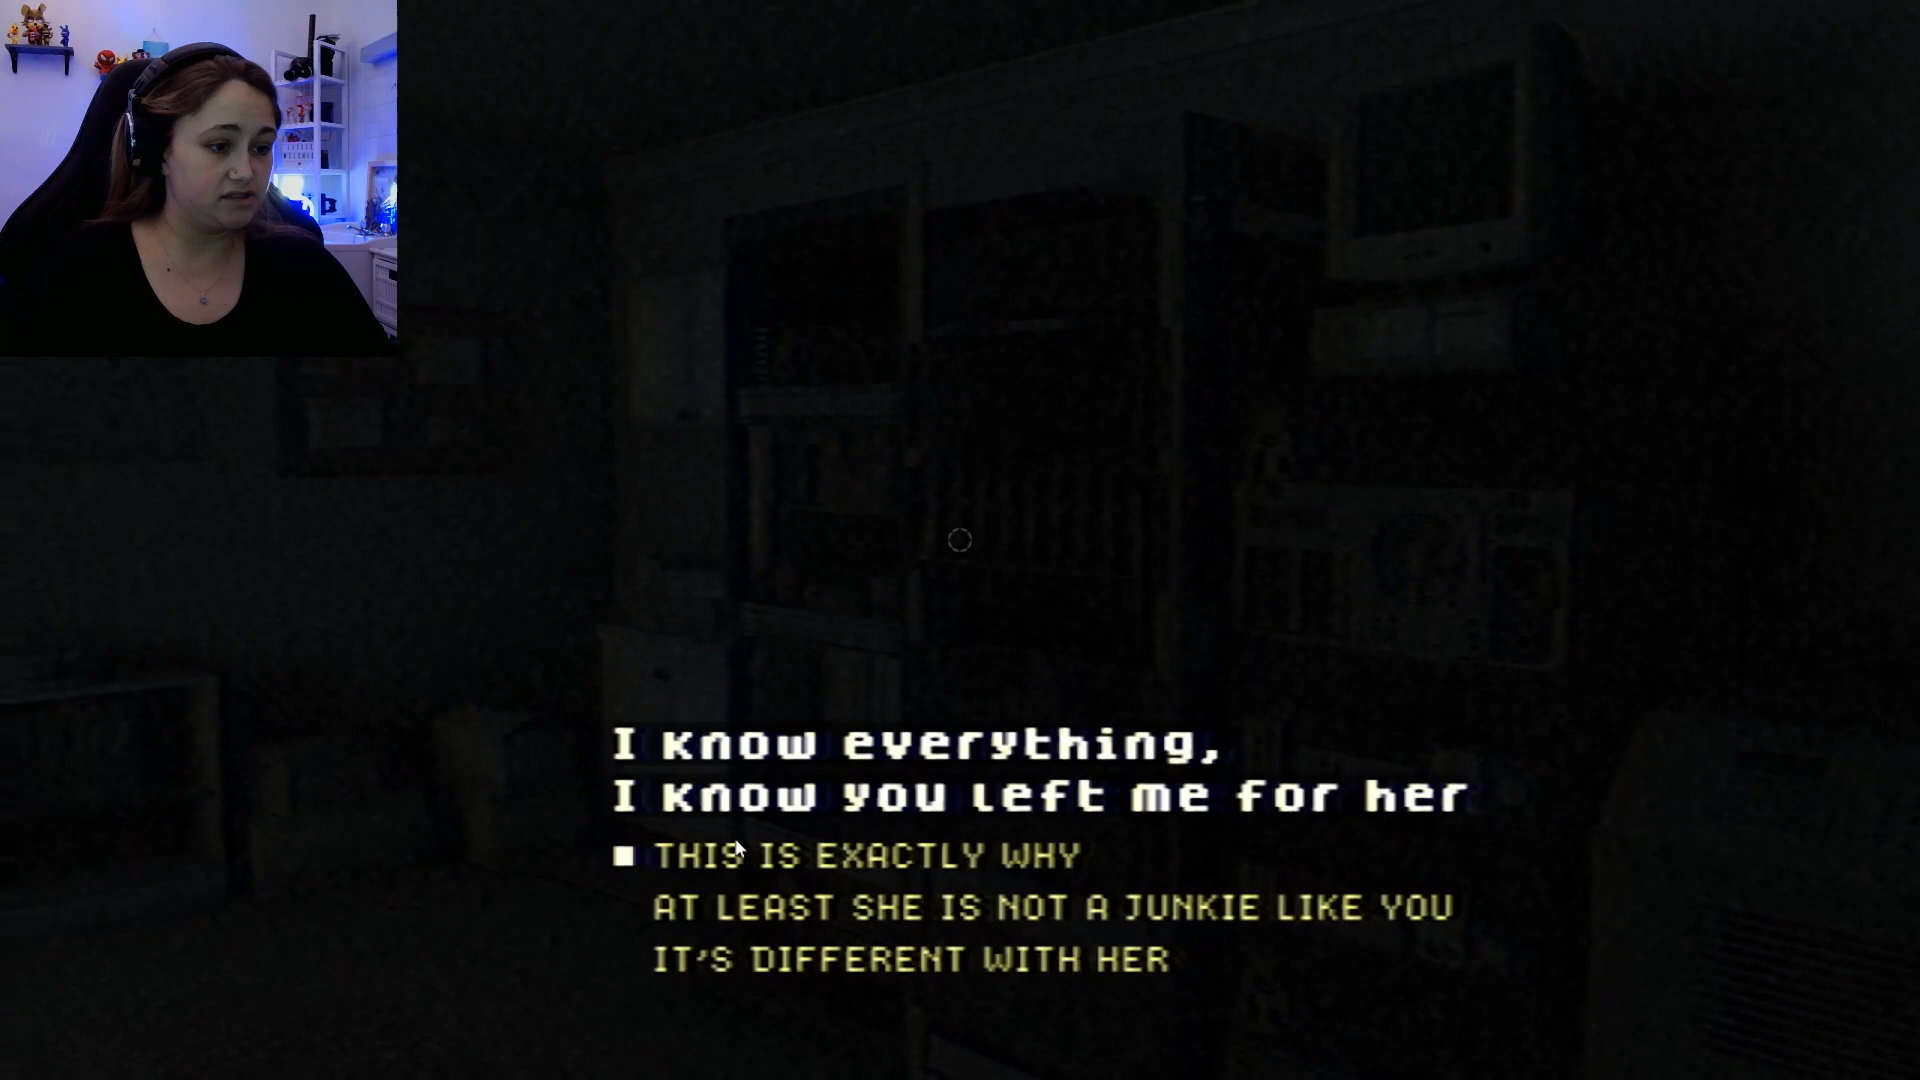 I know everything,
I know you left me for her
THIS IS EXACTLY WHY
AT LEAST SHE IS NOT A JUNKIE LIKE YOU
IT'S DIFFERENT WITH HER